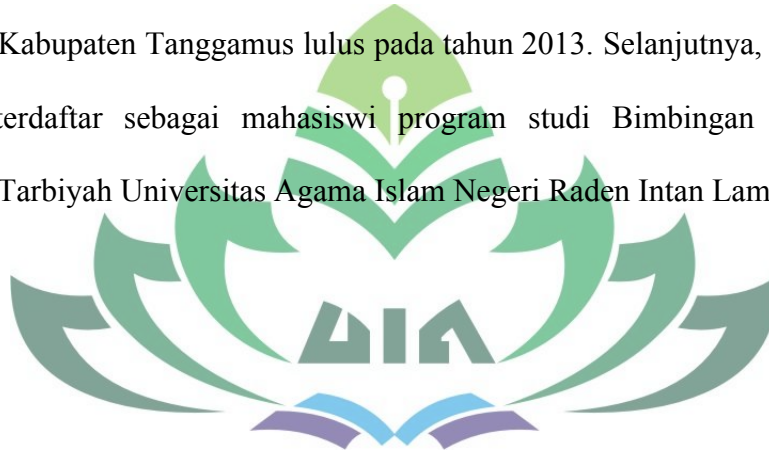 Kabupaten Tanggamus lulus pada tahun 2013. Selanjutnya,
terdaftar sebagai mahasiswi program studi Bimbingan
Tarbiyah Universitas Agama Islam Negeri Raden Intan Lam
UIN